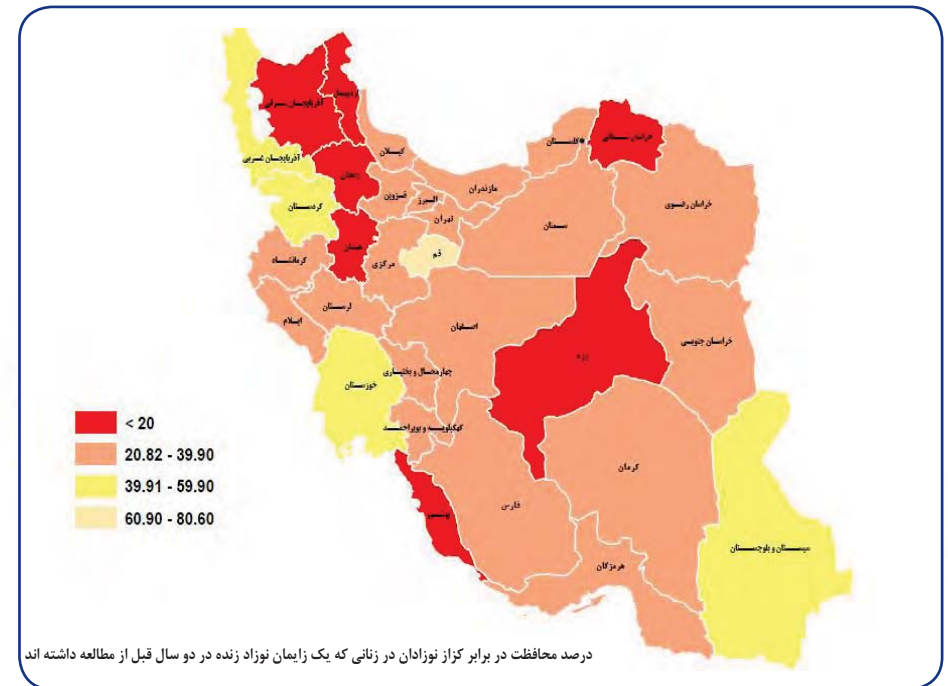 اردبیل
آذربایجان شرقی
خراسان شمالی
گلستان
گیلان
آذربایجان غربی
زنجان
مازندران
قزوین
البرز
خراسان رضوی
کردستان
تهران
سمنان
همدان
قم
کرمانشاه
مرکزی
لرستان
ایلام
اصفهان
خراسان جنوبی
یزد
چهارمحال و بختیاری
خوزستان
کهکیلویه و بویراحمد
< 20
20.82 - 39.90
39.91 - 59.90
60.90 - 80.60
کرمان
فارس
بوشهر
سیستان و بلوچستان
هرمزگان
درصد محافظت در برابر کزاز نوزادان در زنانی که یک زایمان نوزاد زنده در دو سال قبل از مطالعه داشته اند